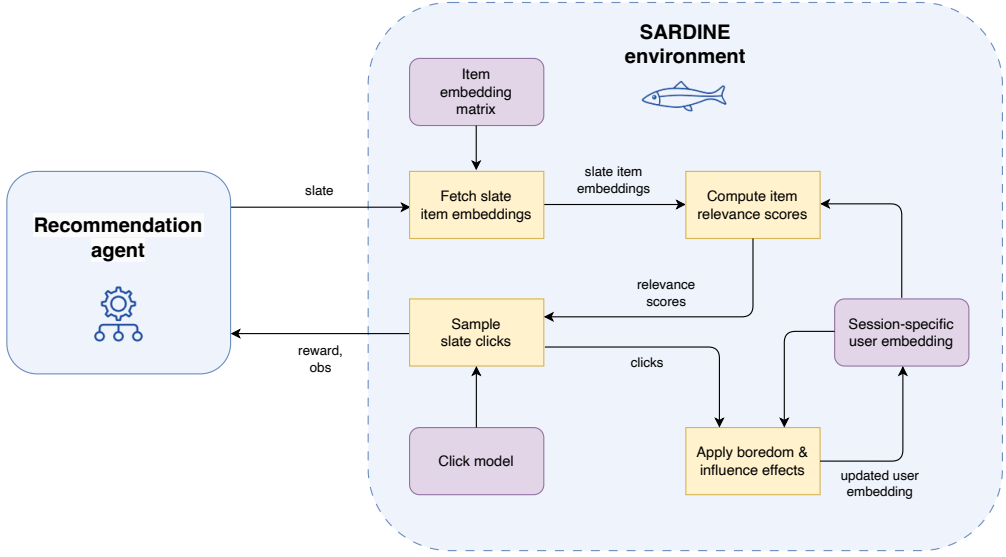 SARDINE
environment
Item
embedding
matrix
slate
Fetch slate
item embeddings
slate item
embeddings
Compute item
relevance scores
Recommendation
agent
relevance
scores
Sample
slate clicks
Session-specific
user embedding
reward,
obs
clicks
Click model
Apply boredom &
influence effects
updated user
embedding